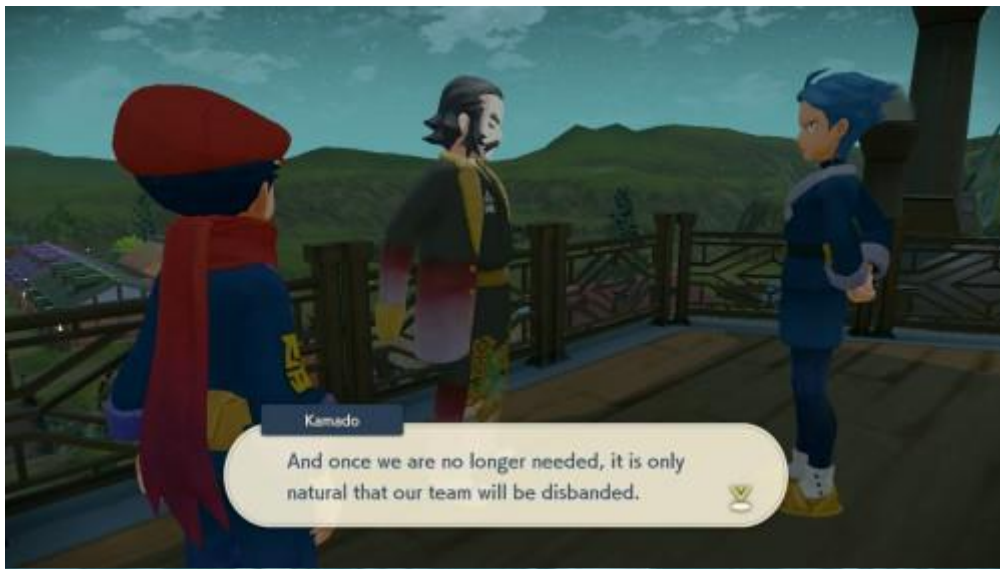 Kamado
And once we are no longer needed, it is only
natural that our team will be disbanded.